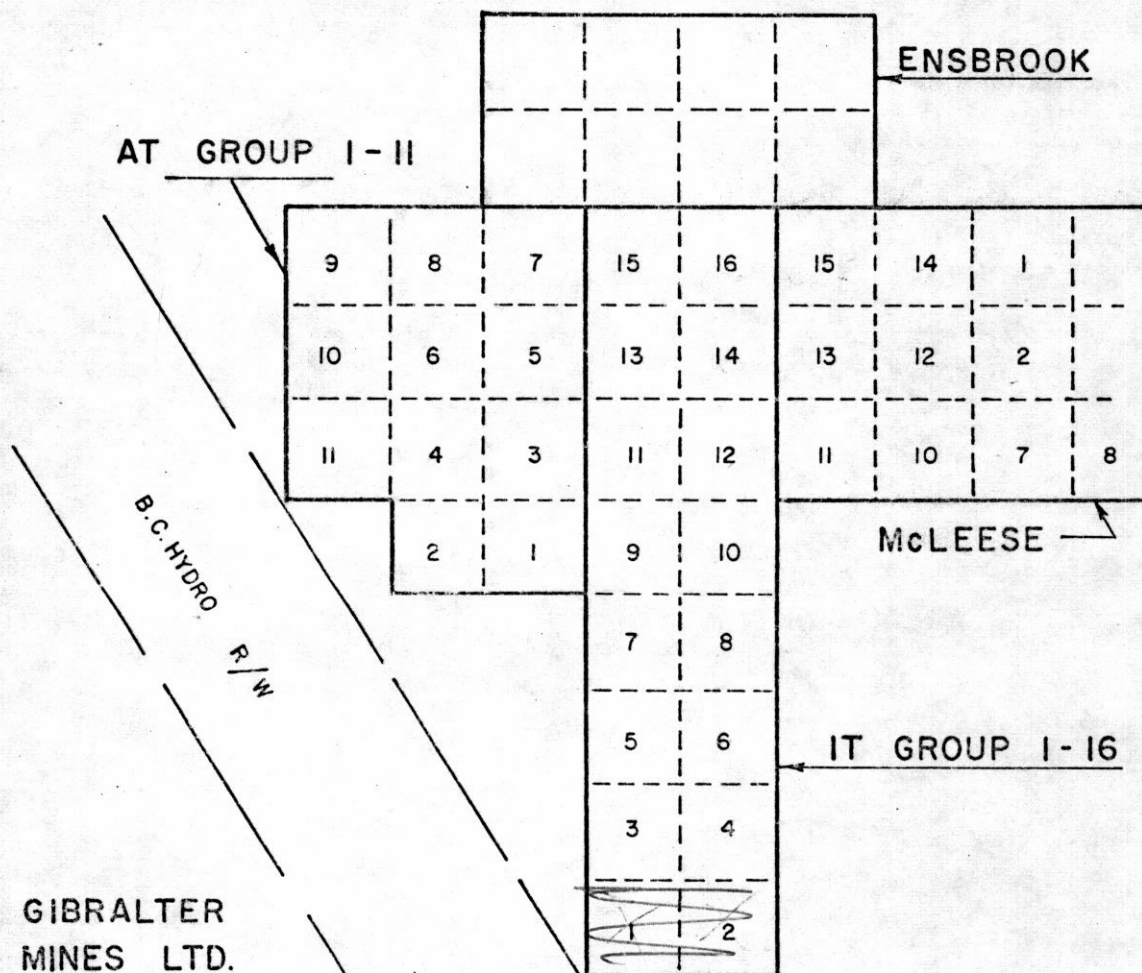 ENSBROOK
AT GROUP 1-11
9 8 7 15 16 15 14 1
10 6 5 13 14 13 12 2
11 4 3 11 12 11 10 7 8
McLEESE
2 1 9 10
B.C. HYDRO R/W
7 8
5 6
IT GROUP 1-16
3 4
1 2
GIBRALTER
MINES LTD.